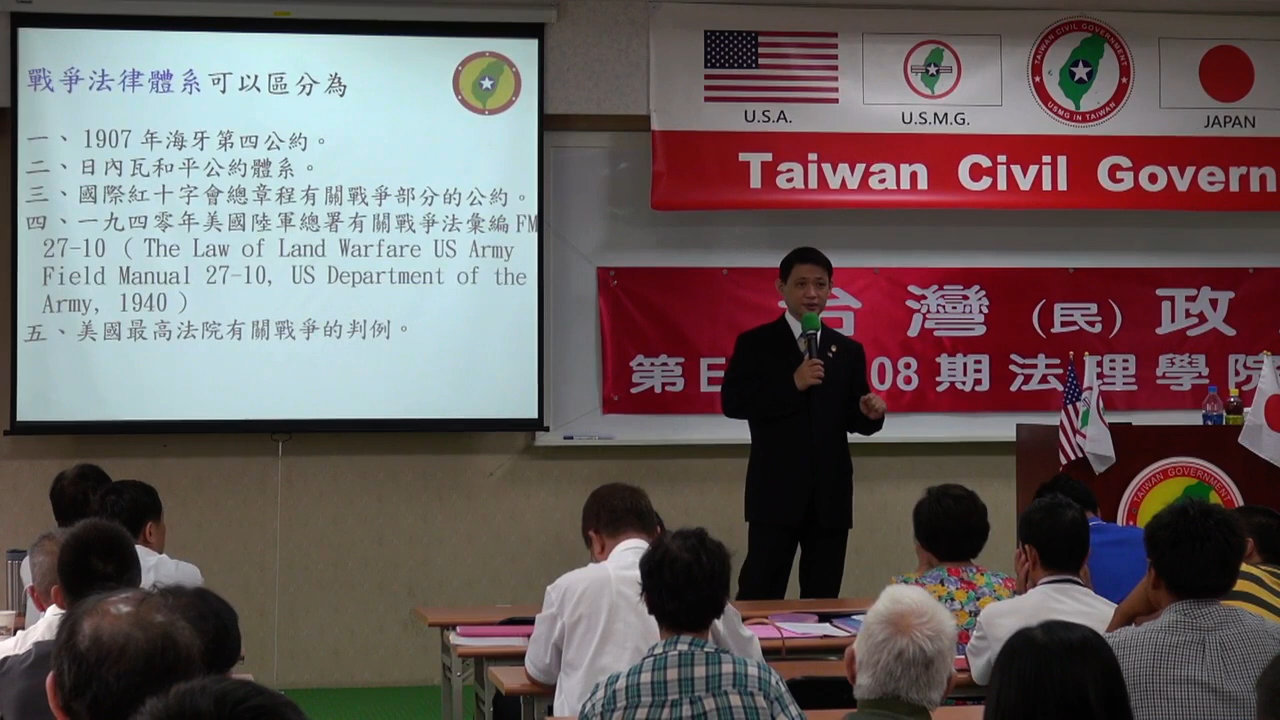 戰爭法律體系可以區分為
一、1907年海牙第四公約。
二、日內瓦和平公約體系。
三、國際紅十字會總章程有關戰爭部分的公約。
四、一九四零年美國陸軍總署有關戰爭法彙編FM
27-10 ( The Law of Land Warfare US Army
Field Manual 27-10, US Department of the
Army, 1940 )
五、美國最高法院有關戰爭的判例。
U.S.A.
U.S.M.G.
TAIWAN CIVIL GOVERNMENT
USMG IN TAIWAN
JAPAN
Taiwan Civil Govern
台灣(民)政
第 08期法理學院
TAIWAN GOVERNMENT